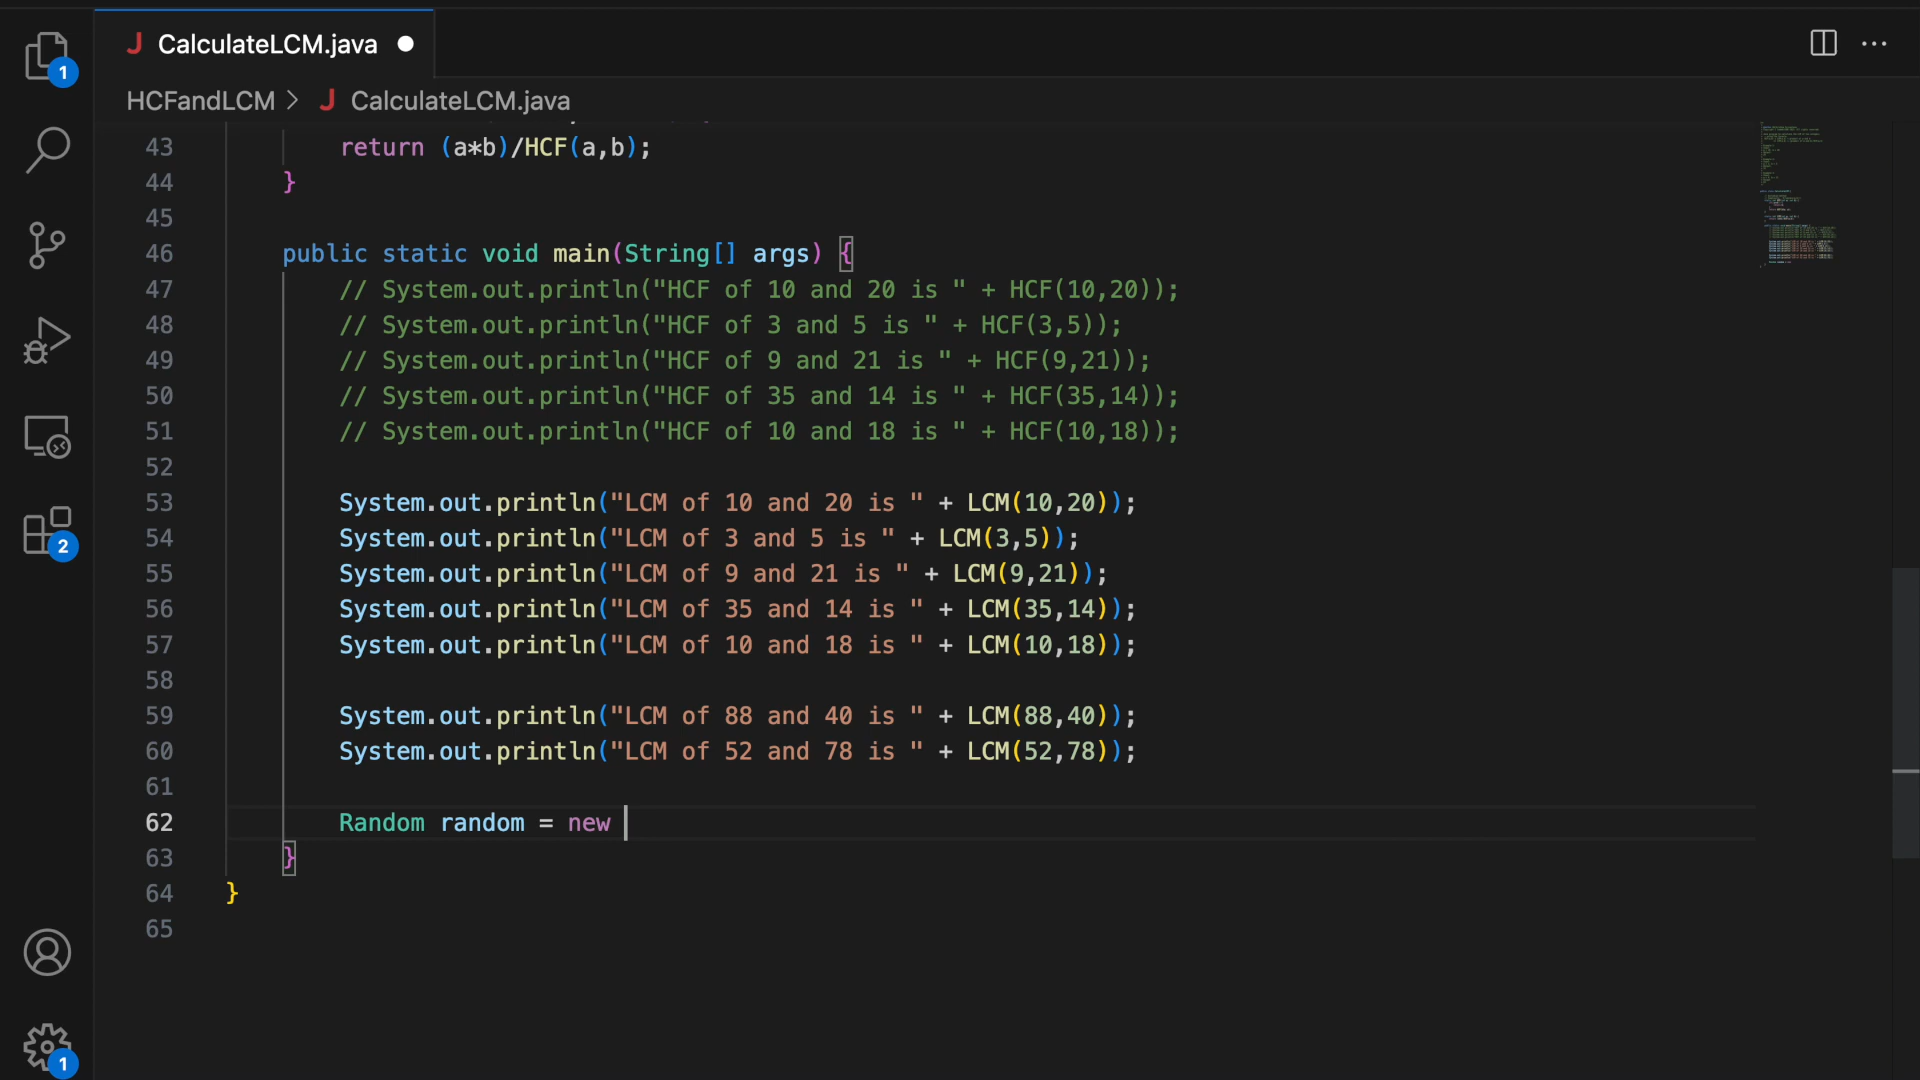 J CalculateLCM.java
HCFandLCM > J CalculateLCM.java
43 return (a*b)/HCF(a,b);
44 }
45
46 public static void main(String[] args) {
47 // System.out.println("HCF of 10 and 20 is " + HCF(10,20));
48 // System.out.println("HCF of 3 and 5 is " + HCF(3,5));
49 // System.out.println("HCF of 9 and 21 is " + HCF(9,21));
50 // System.out.println("HCF of 35 and 14 is " + HCF(35,14));
51 // System.out.println("HCF of 10 and 18 is " + HCF(10,18));
52
53 System.out.println("LCM of 10 and 20 is " + LCM(10,20));
54 System.out.println("LCM of 3 and 5 is " + LCM(3,5));
55 System.out.println("LCM of 9 and 21 is " + LCM(9,21));
56 System.out.println("LCM of 35 and 14 is " + LCM(35,14));
57 System.out.println("LCM of 10 and 18 is " + LCM(10,18));
58
59 System.out.println("LCM of 88 and 40 is " + LCM(88,40));
60 System.out.println("LCM of 52 and 78 is " + LCM(52,78));
61
62 Random random = new
63 }
64 }
65
1
2
1